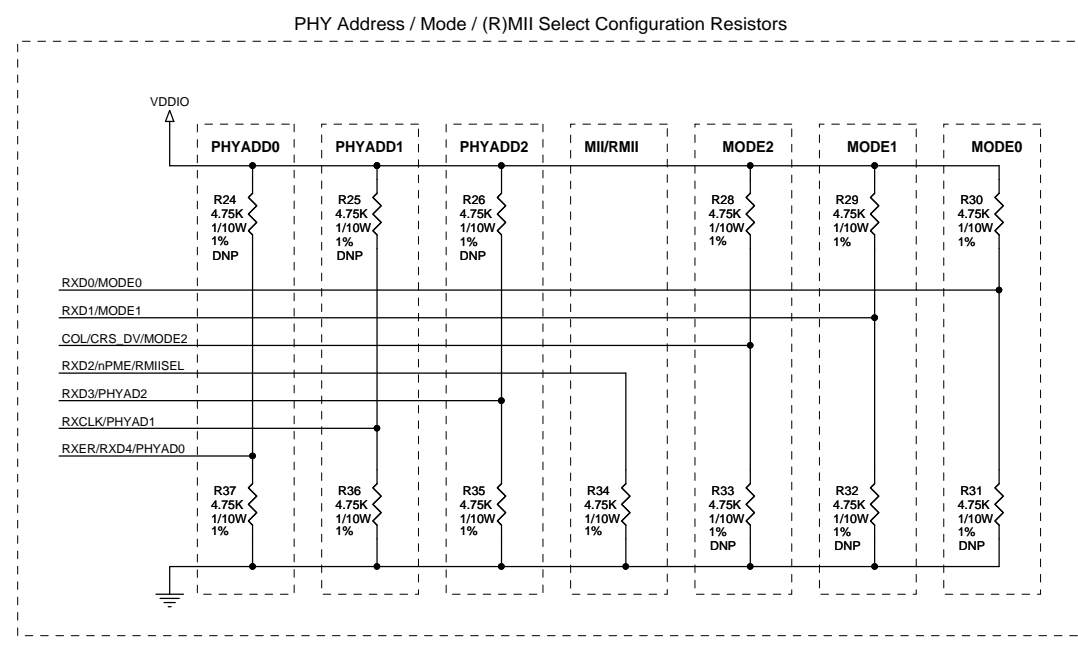 PHY Address / Mode / (R)MII Select Configuration Resistors
VDDIO
PHYADD0
PHYADD1
PHYADD2
MII/RMII
MODE2
MODE1
MODE0
R24
4.75K
1/10W
1%
DNP
R25
4.75K
1/10W
1%
DNP
R26
4.75K
1/10W
1%
DNP
R28
4.75K
1/10W
1%
R29
4.75K
1/10W
1%
R30
4.75K
1/10W
1%
RXD0/MODE0
RXD1/MODE1
COL/CRS_DV/MODE2
RXD2/nPME/RMIISEL
RXD3/PHYAD2
RXCLK/PHYAD1
RXER/RXD4/PHYAD0
R37
4.75K
1/10W
1%
R36
4.75K
1/10W
1%
R35
4.75K
1/10W
1%
R34
4.75K
1/10W
1%
R33
4.75K
1/10W
1%
DNP
R32
4.75K
1/10W
1%
DNP
R31
4.75K
1/10W
1%
DNP